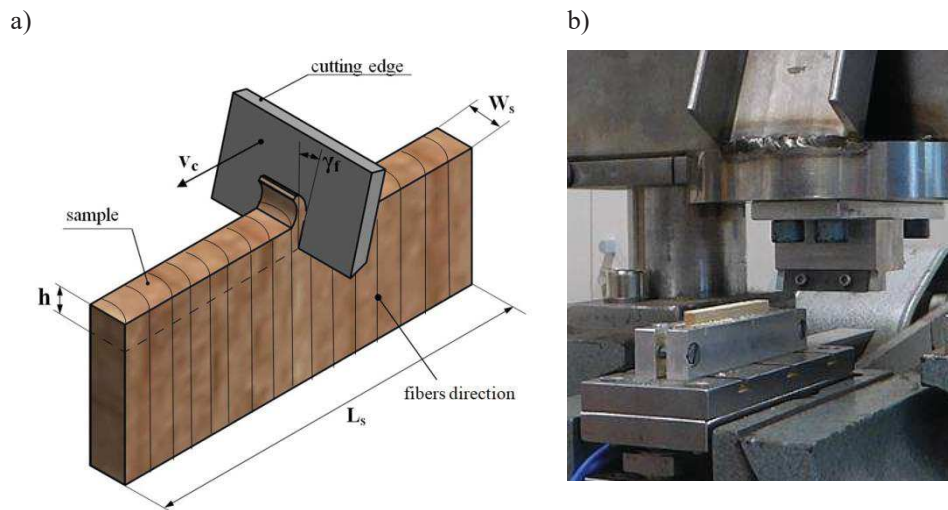 a)
b)
cutting edge
Ws
vc
γf
sample
h
fibers direction
Ls